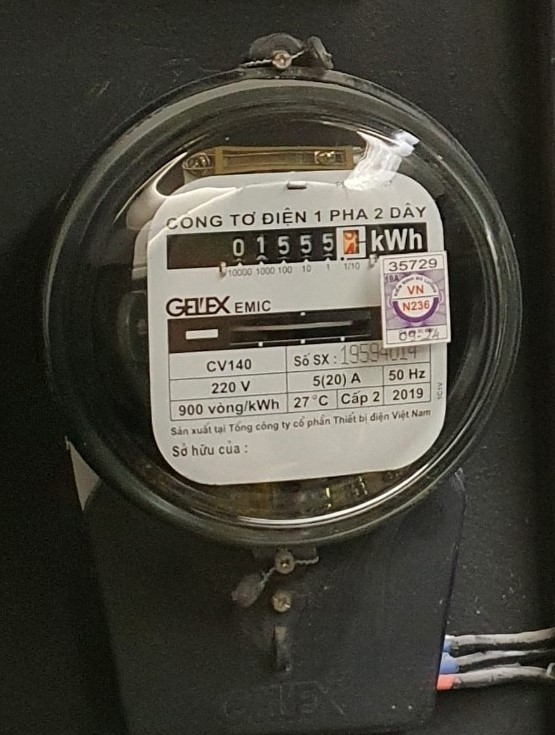 CÔNG TƠ ĐIỆN 1 PHA 2 DÂY
0 1 5 5 5 kWh
10000 1000 100 10 1 1/10
35729
VN
N236
09-24
GELEX EMIC
CV140 Số SX : 19594014
220 V 5(20) A 50 Hz
900 vòng/kWh 27°C Cấp 2 2019
Sản xuất tại Tổng công ty cổ phần Thiết bị điện Việt Nam
Sở hữu của :
GELEX